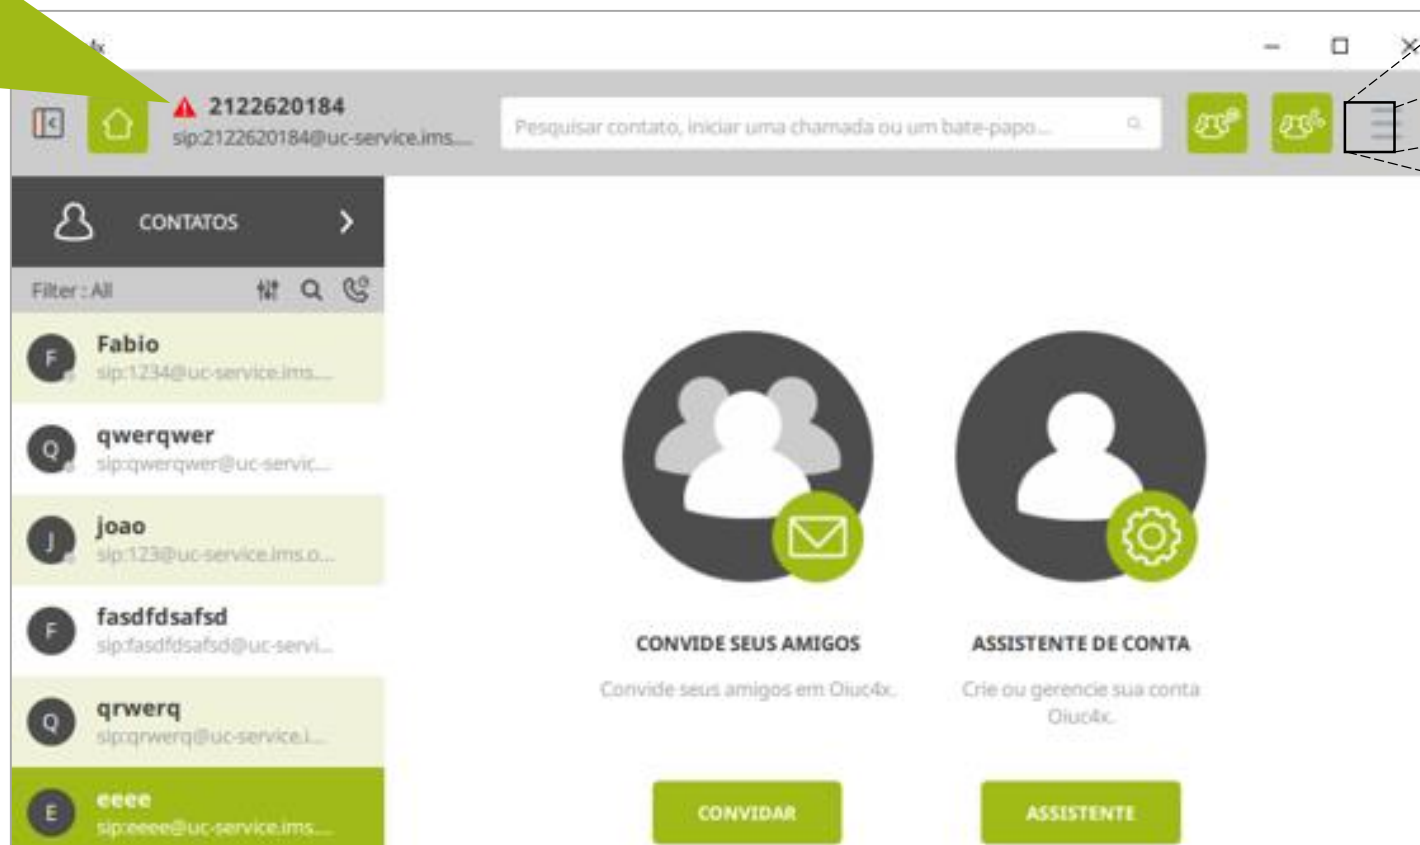 2122620184
sip:2122620184@uc-service.ims....
Pesquisar contato, iniciar uma chamada ou um bate-papo...
CONTATOS
Filter : All
F
Fabio
sip:1234@uc-service.ims....
Q
qwerqwer
sip:qwerqwer@uc-servic...
J
joao
sip:123@uc-service.ims.o...
F
fasdfdsafsd
sip:fasdfdsafsd@uc-servi...
Q
qrwerq
sip:qrwerq@uc-service.i...
E
eeee
sip:eeee@uc-service.ims....
CONVIDE SEUS AMIGOS
Convide seus amigos em Oiuc4x.
CONVIDAR
ASSISTENTE DE CONTA
Crie ou gerencie sua conta
Oiuc4x.
ASSISTENTE